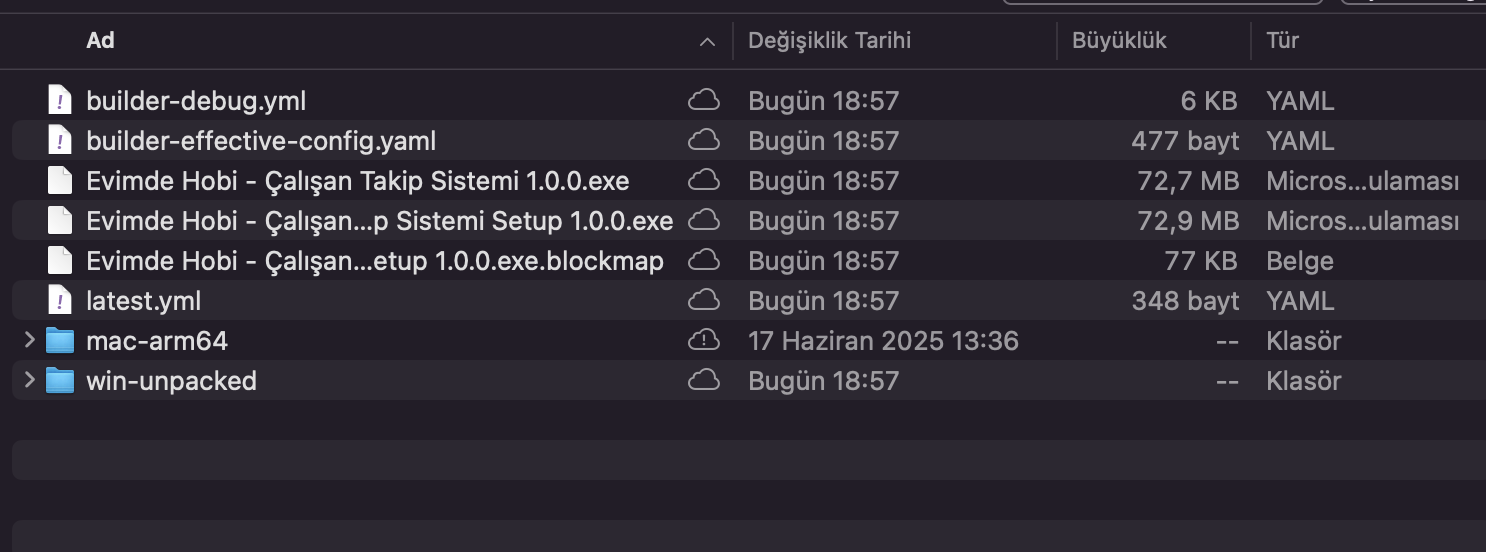 Ad Değişiklik Tarihi Büyüklük Tür
builder-debug.yml Bugün 18:57 6 KB YAML
builder-effective-config.yaml Bugün 18:57 477 bayt YAML
Evimde Hobi - Çalışan Takip Sistemi 1.0.0.exe Bugün 18:57 72,7 MB Micros...ulaması
Evimde Hobi - Çalışan...p Sistemi Setup 1.0.0.exe Bugün 18:57 72,9 MB Micros...ulaması
Evimde Hobi - Çalışan...etup 1.0.0.exe.blockmap Bugün 18:57 77 KB Belge
latest.yml Bugün 18:57 348 bayt YAML
mac-arm64 17 Haziran 2025 13:36 -- Klasör
win-unpacked Bugün 18:57 -- Klasör